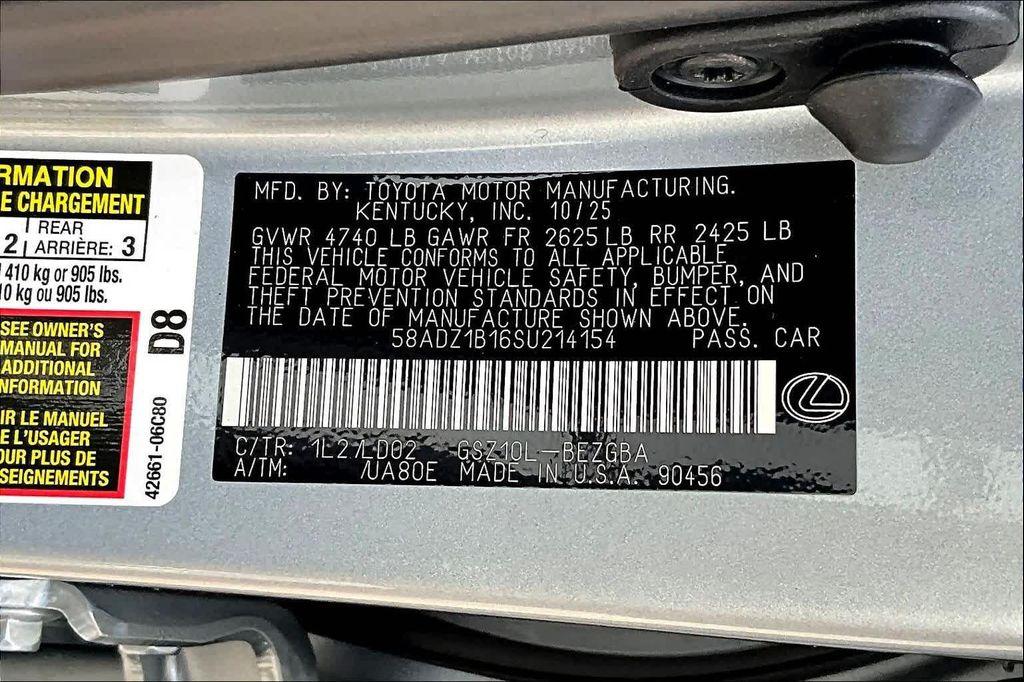 RMATION
E CHARGEMENT
2 REAR ARRIÈRE: 3
410 kg or 905 lbs.
10 kg ou 905 lbs.
SEE OWNER'S
MANUAL FOR
ADDITIONAL
NFORMATION
IR LE MANUEL
E L'USAGER
OUR PLUS DE
SEIGNEMENTS
D8
42661-06C80
MFD. BY: TOYOTA MOTOR MANUFACTURING.
KENTUCKY, INC. 10/25
GVWR 4740 LB GAWR FR 2625 LB RR 2425 LB
THIS VEHICLE CONFORMS TO ALL APPLICABLE
FEDERAL MOTOR VEHICLE SAFETY, BUMPER, AND
THEFT PREVENTION STANDARDS IN EFFECT ON
THE DATE OF MANUFACTURE SHOWN ABOVE.
58ADZ1B16SU214154 PASS. CAR
C/TR: 1L2/LD02 GSZ10L-BEZGBA
A/TM: /UA80E MADE IN U.S.A. 90456